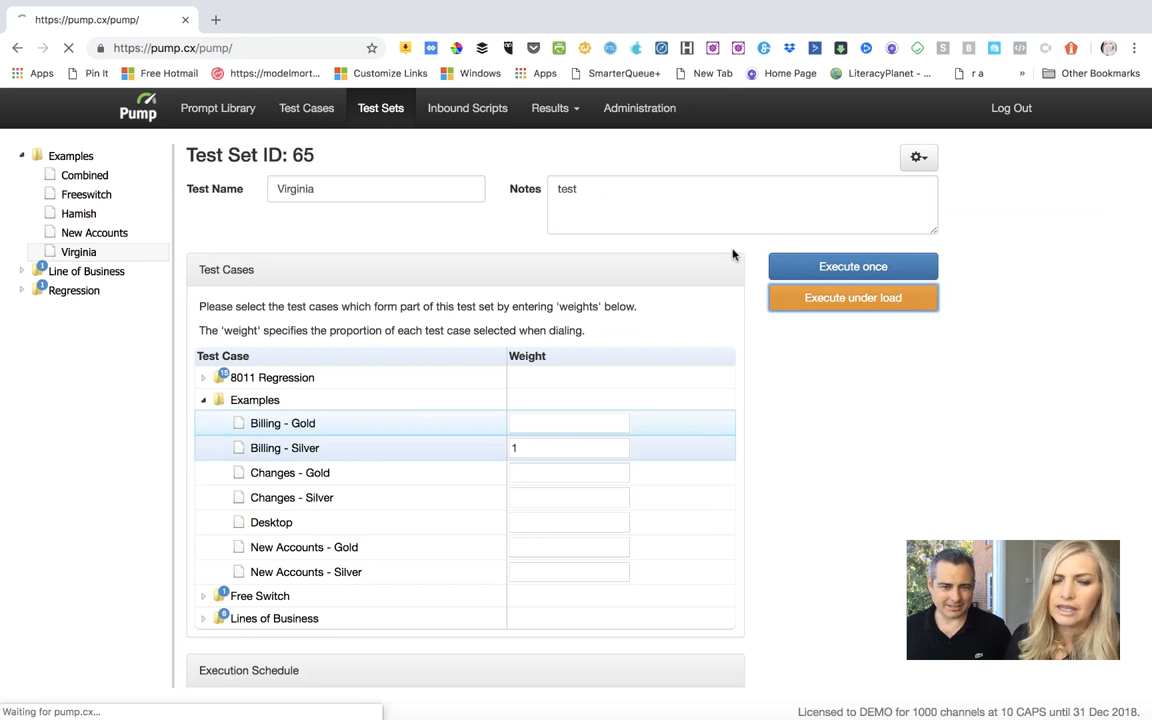 https://pump.cx/pump/
https://pump.cx/pump/
Apps Pin It Free Hotmail https://modelmort... Customize Links Windows Apps SmarterQueue+ New Tab Home Page LiteracyPlanet - ... r a » Other Bookmarks
Pump Prompt Library Test Cases Test Sets Inbound Scripts Results Administration Log Out
Examples
Combined
Freeswitch
Hamish
New Accounts
Virginia
1 Line of Business
1 Regression
Test Set ID: 65
Test Name Virginia Notes test
Test Cases
Execute once
Execute under load
Please select the test cases which form part of this test set by entering 'weights' below.
The 'weight' specifies the proportion of each test case selected when dialing.
Test Case Weight
15 8011 Regression
Examples
Billing - Gold
Billing - Silver 1
Changes - Gold
Changes - Silver
Desktop
New Accounts - Gold
New Accounts - Silver
1 Free Switch
6 Lines of Business
Execution Schedule
Waiting for pump.cx...
Licensed to DEMO for 1000 channels at 10 CAPS until 31 Dec 2018.